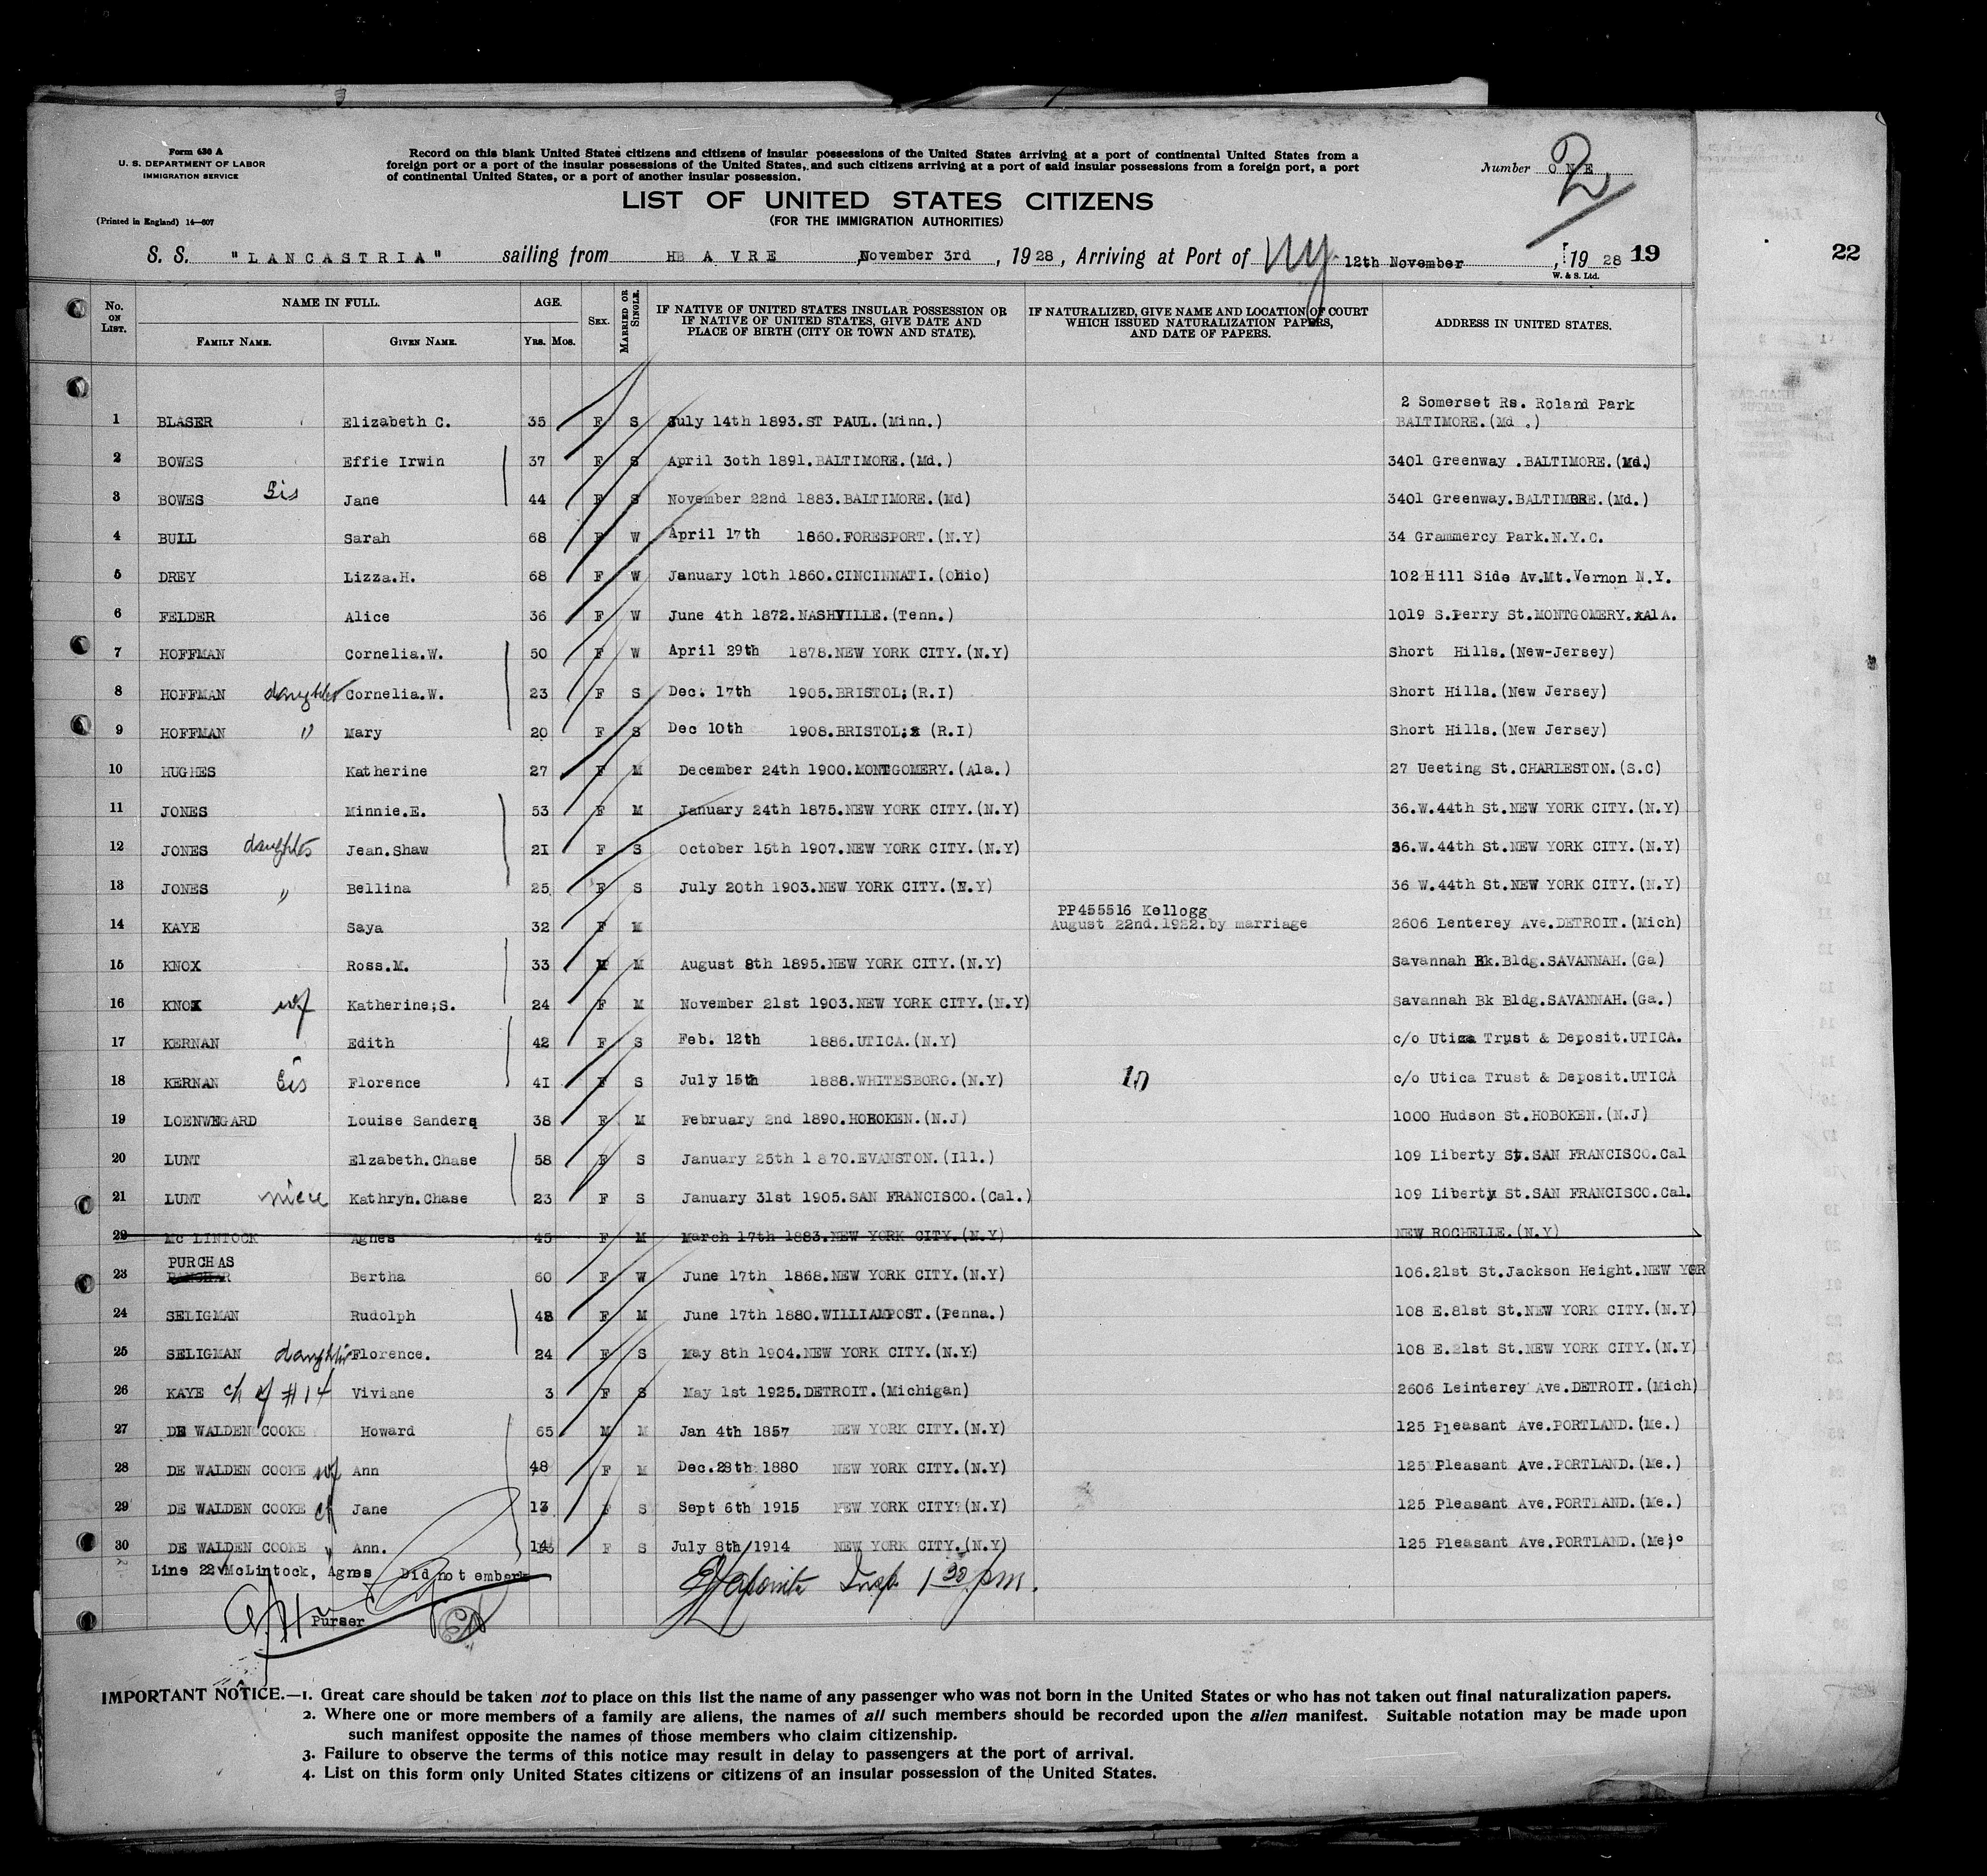 Form 630 A
U. S. DEPARTMENT OF LABOR
IMMIGRATION SERVICE
(Printed in England) 14—607
Record on this blank United States citizens and citizens of insular possessions of the United States arriving at a port of continental United States from a
foreign port or a port of the insular possessions of the United States, and such citizens arriving at a port of said insular possessions from a foreign port, a port
of continental United States, or a port of another insular possession.
Number ONE 2
LIST OF UNITED STATES CITIZENS
(FOR THE IMMIGRATION AUTHORITIES)
S. S. "LANCASTRIA" sailing from HB A VRE, November 3rd, 1928, Arriving at Port of NY. 12th November, 1928 19 22
W. & S. Ltd.
No. ON LIST. NAME IN FULL. FAMILY NAME. GIVEN NAME. AGE. YRS. MOS. SEX. MARRIED OR SINGLE. IF NATIVE OF UNITED STATES INSULAR POSSESSION OR IF NATIVE OF UNITED STATES, GIVE DATE AND PLACE OF BIRTH (CITY OR TOWN AND STATE). IF NATURALIZED, GIVE NAME AND LOCATION OF COURT WHICH ISSUED NATURALIZATION PAPERS, AND DATE OF PAPERS. ADDRESS IN UNITED STATES.
2 Somerset Rs. Roland Park
1 BLASER Elizabeth C. 35 F S July 14th 1893.ST PAUL.(Minn.) BALTIMORE.(Md .)
2 BOWES Effie Irwin 37 F S April 30th 1891.BALTIMORE.(Md.) 3401 Greenway .BALTIMORE.(Md.)
3 BOWES Sis Jane 44 F S November 22nd 1883.BALTIMORE.(Md) 3401 Greenway.BALTIMORE.(Md.)
4 BULL Sarah 68 F W April 17th 1860.FORESPORT.(N.Y) 34 Grammercy Park.N.Y.C.
5 DREY Lizza.H. 68 F W January 10th 1860.CINCINNATI.(Ohio) 102 Hill Side Av.Mt.Vernon N.Y.
6 FELDER Alice 36 F W June 4th 1872.NASHVILLE.(Tenn.) 1019 S.Perry St.MONTGOMERY.xAlA.
7 HOFFMAN Cornelia.W. 50 F W April 29th 1878.NEW YORK CITY.(N.Y) Short Hills.(New-Jersey)
8 HOFFMAN daughter Cornelia.W. 23 F S Dec. 17th 1905.BRISTOL;(R.I) Short Hills.(New Jersey)
9 HOFFMAN " Mary 20 F S Dec 10th 1908.BRISTOL;x (R.I) Short Hills.(New Jersey)
10 HUGHES Katherine 27 F M December 24th 1900.MONTGOMERY.(Ala.) 27 Ueeting St.CHARLESTON.(S.C)
11 JONES Minnie.E. 53 F M January 24th 1875.NEW YORK CITY.(N.Y) 36.W.44th St.NEW YORK CITY.(N.Y)
12 JONES daughter Jean.Shaw 21 F S October 15th 1907.NEW YORK CITY.(N.Y) 36.W.44th St.NEW YORK CITY.(N.Y)
13 JONES " Bellina 25 F S July 20th 1903.NEW YORK CITY.(N.Y) 36 W.44th St.NEW YORK CITY.(N.Y)
PP455516 Kellogg
14 KAYE Saya 32 F M August 22nd.1922.by marriage 2606 Lenterey Ave.DETROIT.(Mich)
15 KNOX Ross.M. 33 M M August 8th 1895.NEW YORK CITY.(N.Y) Savannah Bk.Bldg.SAVANNAH.(Ga)
16 KNOX wf Katherine;S. 24 F M November 21st 1903.NEW YORK CITY.(N.Y) Savannah Bk Bldg.SAVANNAH.(Ga.)
17 KERNAN Edith 42 F S Feb. 12th 1886.UTICA.(N.Y) c/o Utica Trust & Deposit.UTICA.
18 KERNAN Sis Florence 41 F S July 15th 1888.WHITESBORO.(N.Y) 10 c/o Utica Trust & Deposit.UTICA
19 LOENWEGARD Louise Sanders 38 F M February 2nd 1890.HOBOKEN.(N.J) 1000 Hudson St.HOBOKEN.(N.J)
20 LUNT Elzabeth.Chase 58 F S January 25th 1870.EVANSTON.(Ill.) 109 Liberty St.SAN FRANCISCO.Cal
21 LUNT niece Kathryn.Chase 23 F S January 31st 1905.SAN FRANCISCO.(Cal.) 109 Liberty St.SAN FRANCISCO.Cal.
22 Mc LINTOCK Agnes 45 F M March 17th 1883.NEW YORK CITY.(N.Y) NEW ROCHELLE.(N.Y)
PURCHAS
23 Bertha 60 F W June 17th 1868.NEW YORK CITY.(N.Y) 106.21st St.Jackson Height.NEW YOR
24 SELIGMAN Rudolph 48 F M June 17th 1880.WILLIAMPOST.(Penna.) 108 E.81st St.NEW YORK CITY.(N.Y)
25 SELIGMAN daughter Florence. 24 F S May 8th 1904.NEW YORK CITY.(N.Y) 108 E.21st St.NEW YORK CITY.(N.Y)
26 KAYE ch of #14 Viviane 3 F S May 1st 1925.DETROIT.(Michigan) 2606 Leinterey Ave.DETROIT.(Mich)
27 DE WALDEN COOKE Howard 65 M M Jan 4th 1857 NEW YORK CITY.(N.Y) 125 Pleasant Ave.PORTLAND.(Me.)
28 DE WALDEN COOKE wf Ann 48 F M Dec.28th 1880 NEW YORK CITY.(N.Y) 125 Pleasant Ave.PORTLAND.(Me.)
29 DE WALDEN COOKE ch Jane 13 F S Sept 6th 1915 NEW YORK CITY?(N.Y) 125 Pleasant Ave.PORTLAND.(Me.)
30 DE WALDEN COOKE " Ann. 14 F S July 8th 1914 NEW YORK CITY.(N.Y) 125 Pleasant Ave.PORTLAND.(Me;°
Line 22 McLintock, Agnes Did not embark
Insp. 1 30 pm.
Purser
IMPORTANT NOTICE.—1. Great care should be taken not to place on this list the name of any passenger who was not born in the United States or who has not taken out final naturalization papers.
2. Where one or more members of a family are aliens, the names of all such members should be recorded upon the alien manifest. Suitable notation may be made upon
such manifest opposite the names of those members who claim citizenship.
3. Failure to observe the terms of this notice may result in delay to passengers at the port of arrival.
4. List on this form only United States citizens or citizens of an insular possession of the United States.